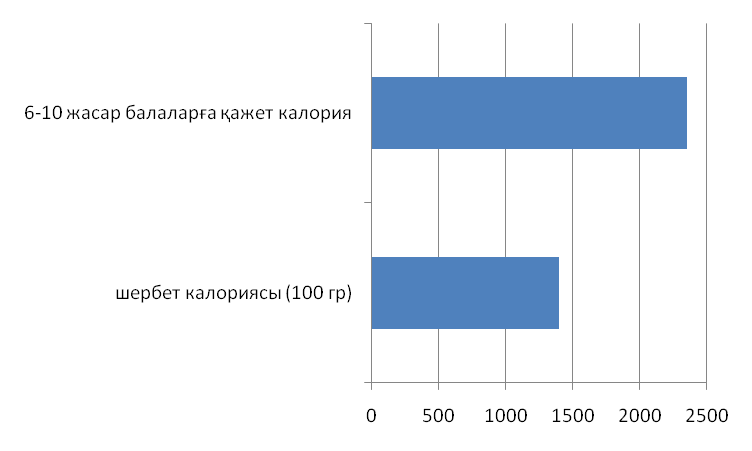 6-10 жасар балаларға қажет калория
шербет калориясы (100 гр)
0 500 1000 1500 2000 2500